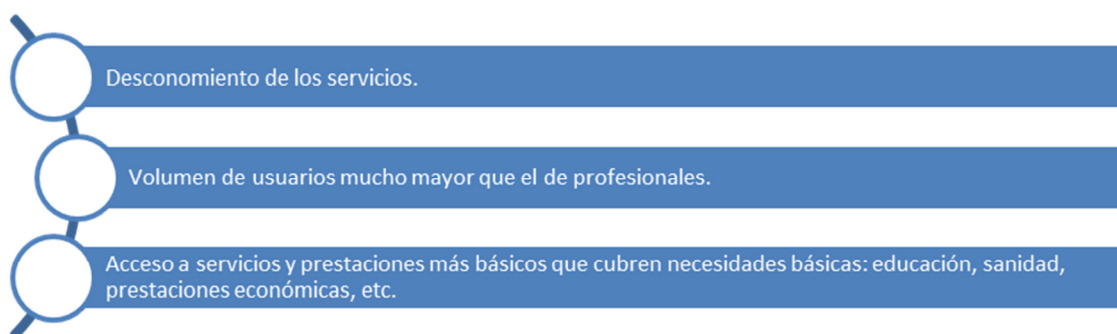 Desconomiento de los servicios.
Volumen de usuarios mucho mayor que el de profesionales.
Acceso a servicios y prestaciones más básicos que cubren necesidades básicas: educación, sanidad,
prestaciones económicas, etc.